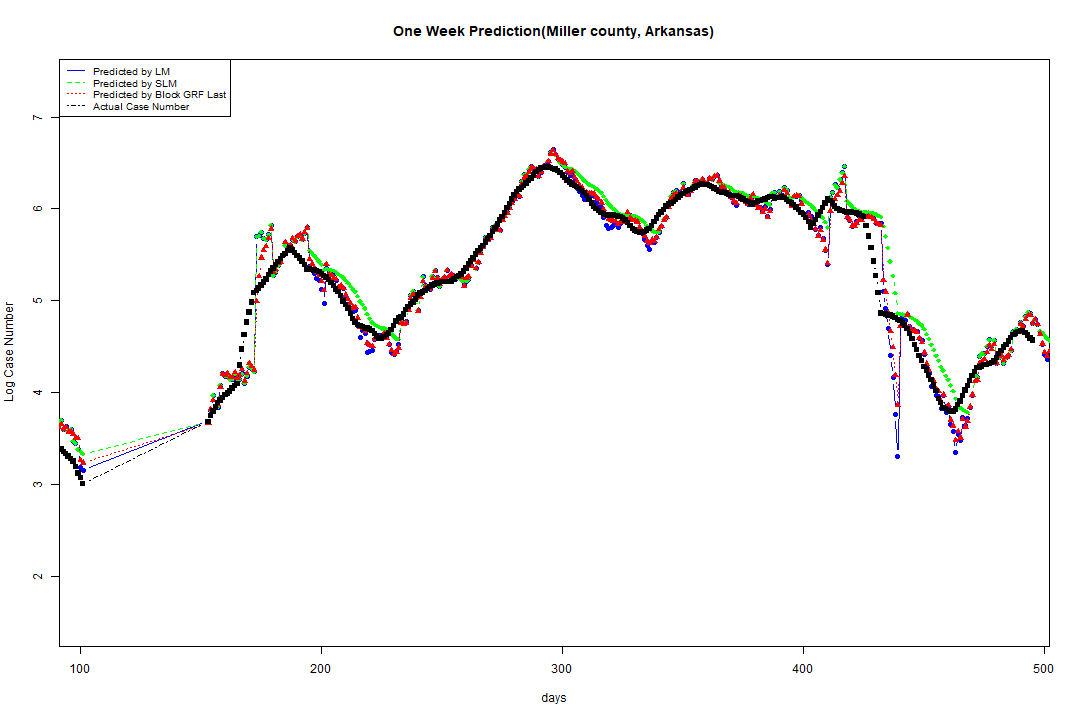 One Week Prediction(Miller county, Arkansas)
Predicted by LM
Predicted by SLM
Predicted by Block GRF Last
Actual Case Number
7
6
5
4
3
2
Log Case Number
100 200 300 400 500
days